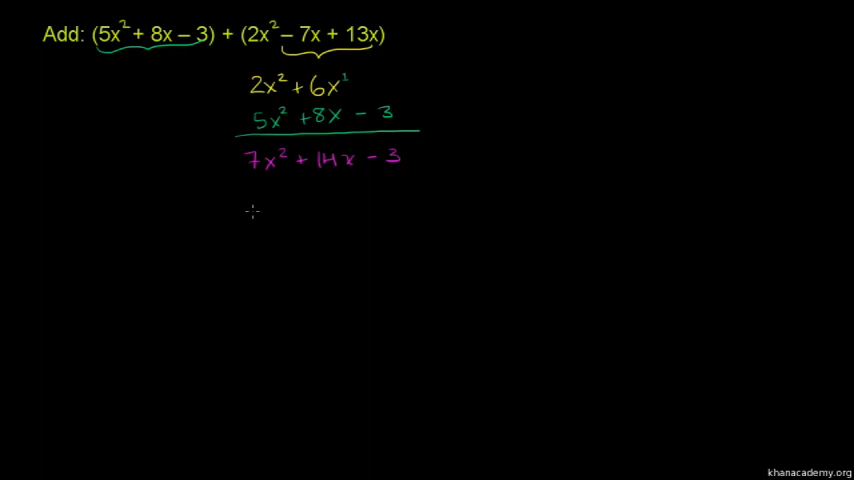 Add: (5x² + 8x – 3) + (2x² – 7x + 13x)
2x² + 6x¹
5x² + 8x - 3
7x² + 14x - 3
khanacademy.org